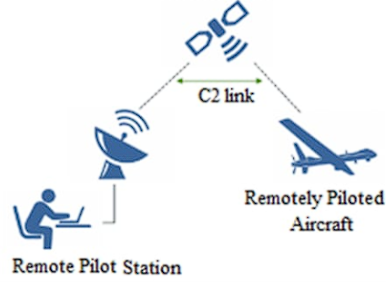 C2 link
Remotely Piloted
Aircraft
Remote Pilot Station